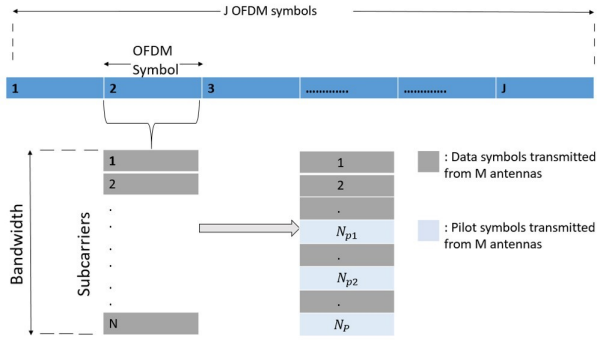 J OFDM symbols
OFDM
Symbol
1 2 3 ............. ............. J
Bandwidth
Subcarriers
1
2
.
.
.
.
.
N
1
2
.
N_{p1}
.
N_{p2}
.
N_{P}
: Data symbols transmitted
from M antennas
: Pilot symbols transmitted
from M antennas